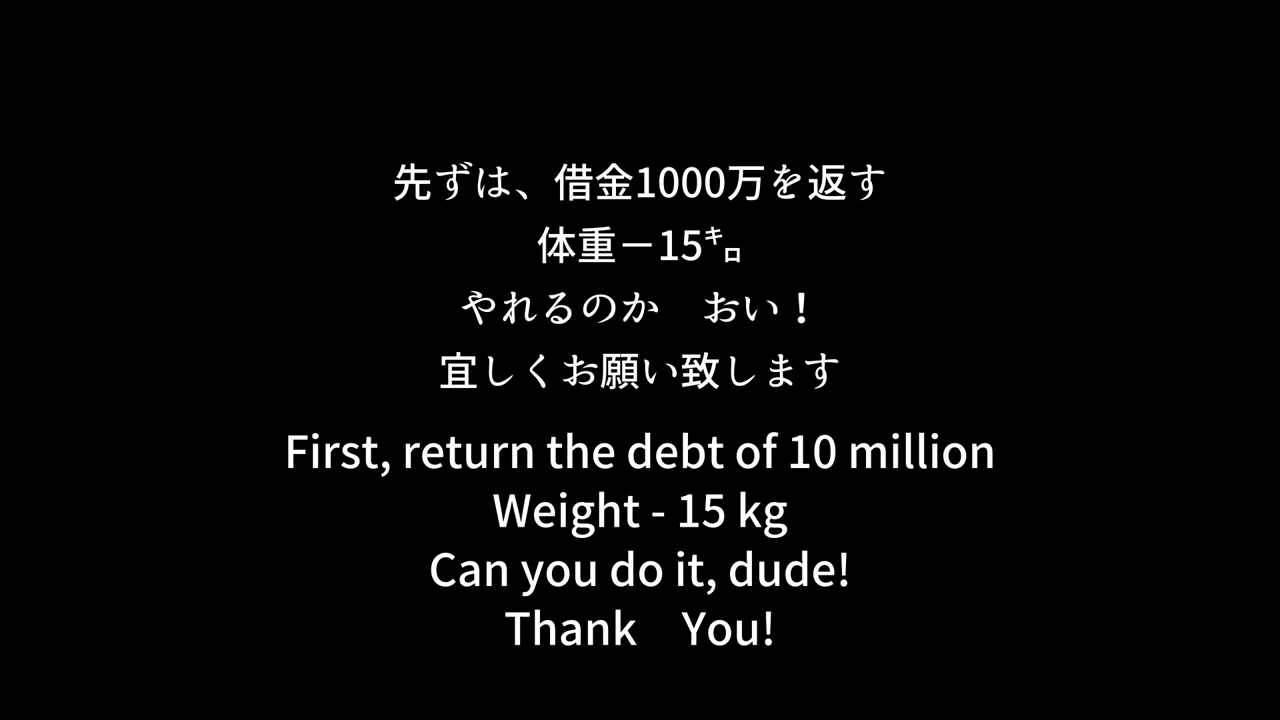 先ずは、借金1000万を返す
体重－15㌔
やれるのか　おい！
宜しくお願い致します
First, return the debt of 10 million
Weight - 15 kg
Can you do it, dude!
Thank　You!